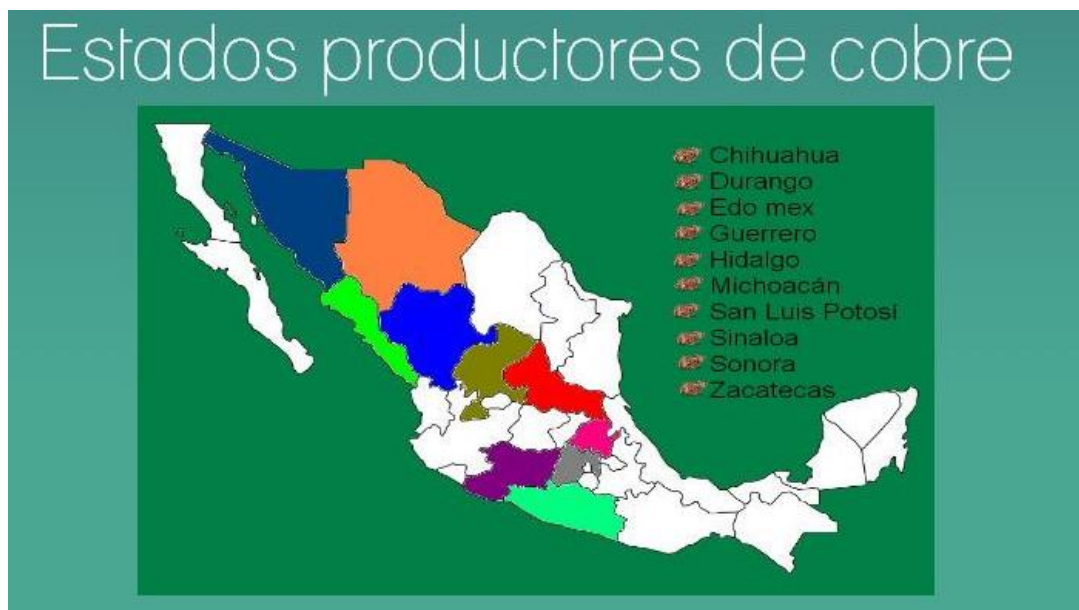 Estados productores de cobre
Chihuahua
Durango
Edo mex
Guerrero
Hidalgo
Michoacán
San Luis Potosí
Sinaloa
Sonora
Zacatecas